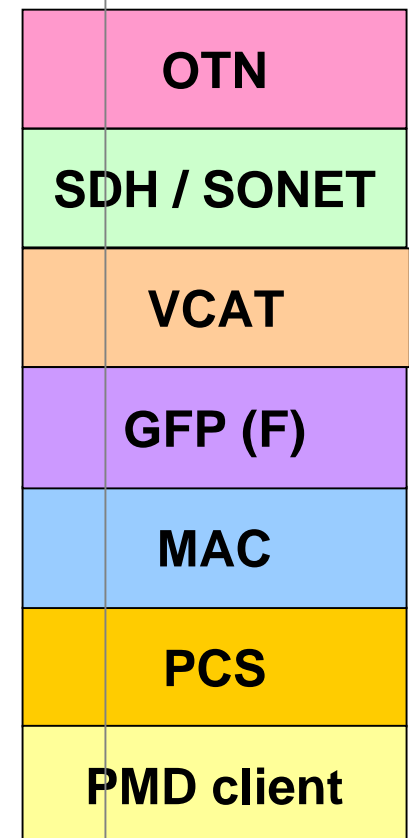 OTN
SDH / SONET
VCAT
GFP (F)
MAC
PCS
PMD client